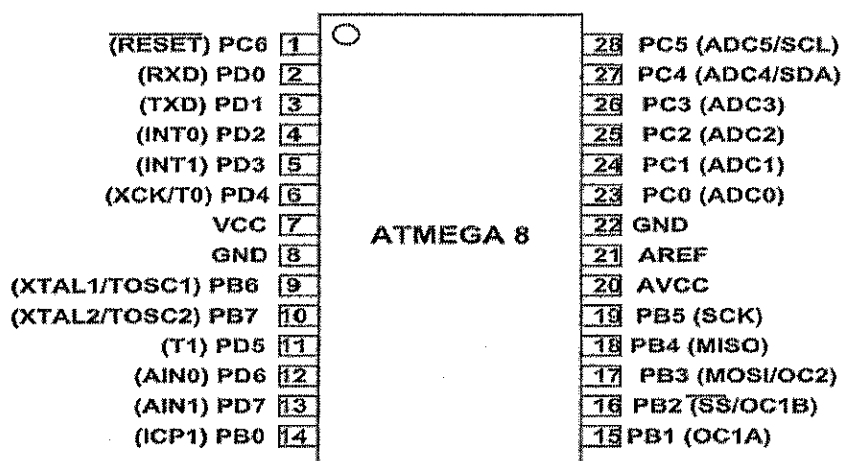 (RESET) PC6 1
(RXD) PD0 2
(TXD) PD1 3
(INT0) PD2 4
(INT1) PD3 5
(XCK/T0) PD4 6
VCC 7
GND 8
(XTAL1/TOSC1) PB6 9
(XTAL2/TOSC2) PB7 10
(T1) PD5 11
(AIN0) PD6 12
(AIN1) PD7 13
(ICP1) PB0 14
ATMEGA 8
28 PC5 (ADC5/SCL)
27 PC4 (ADC4/SDA)
26 PC3 (ADC3)
25 PC2 (ADC2)
24 PC1 (ADC1)
23 PC0 (ADC0)
22 GND
21 AREF
20 AVCC
19 PB5 (SCK)
18 PB4 (MISO)
17 PB3 (MOSI/OC2)
16 PB2 (SS/OC1B)
15 PB1 (OC1A)